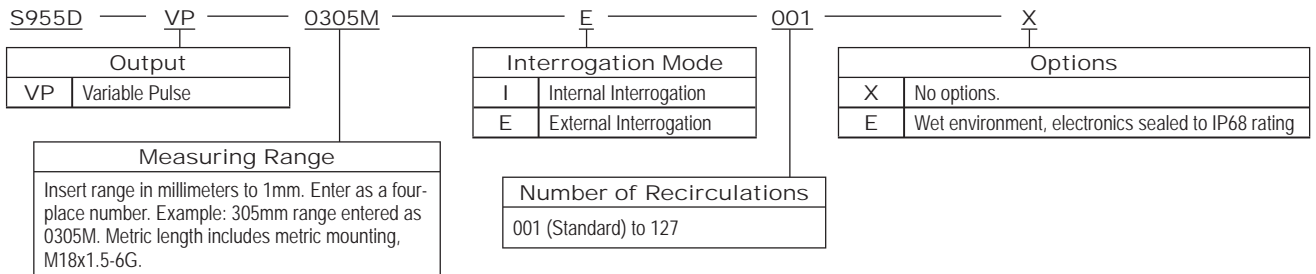 S955D VP 0305M E 001 X
Output
VP Variable Pulse
Interrogation Mode
I Internal Interrogation
E External Interrogation
Options
X No options.
E Wet environment, electronics sealed to IP68 rating
Measuring Range
Insert range in millimeters to 1mm. Enter as a four-
place number. Example: 305mm range entered as
0305M. Metric length includes metric mounting,
M18x1.5-6G.
Number of Recirculations
001 (Standard) to 127